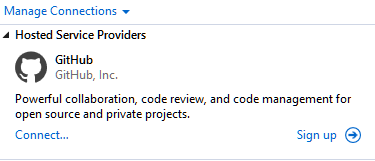 Manage Connections
Hosted Service Providers
GitHub
GitHub, Inc.
Powerful collaboration, code review, and code management for
open source and private projects.
Connect...
Sign up